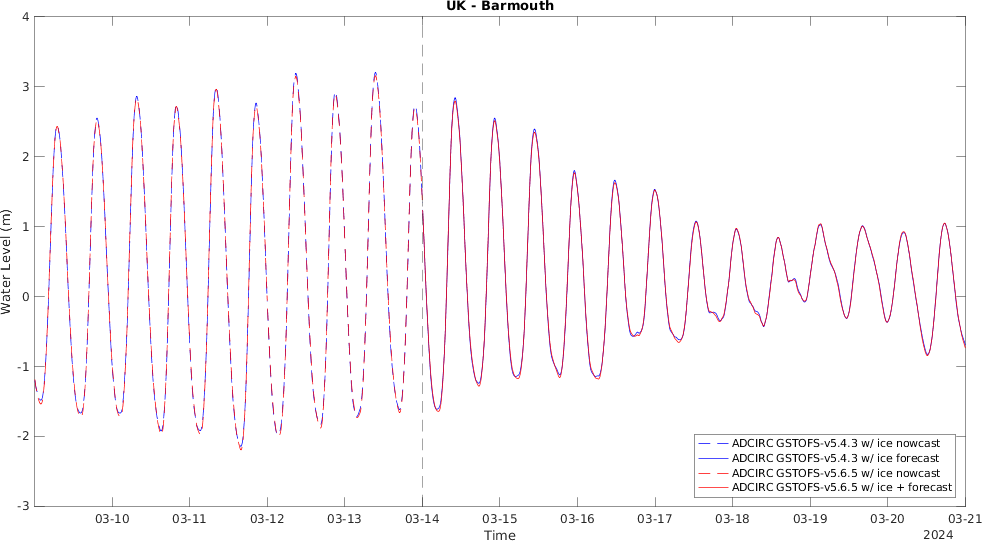 UK - Barmouth
4
3
2
1
0
-1
-2
-3
Water Level (m)
ADCIRC GSTOFS-v5.4.3 w/ ice nowcast
ADCIRC GSTOFS-v5.4.3 w/ ice forecast
ADCIRC GSTOFS-v5.6.5 w/ ice nowcast
ADCIRC GSTOFS-v5.6.5 w/ ice + forecast
03-10 03-11 03-12 03-13 03-14 03-15 03-16 03-17 03-18 03-19 03-20 03-21
Time
2024